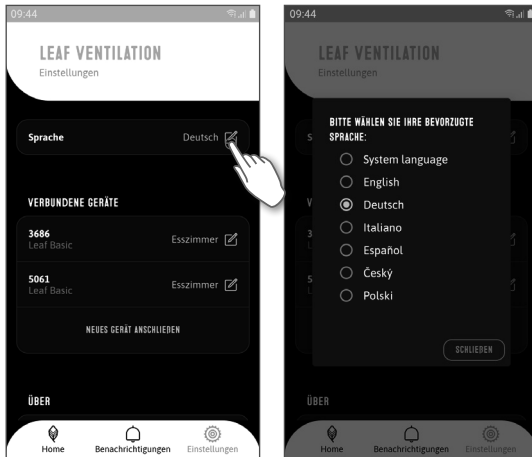 09:44
LEAF VENTILATION
Einstellungen
Sprache
Deutsch
VERBUNDENE GERÄTE
3686
Leaf Basic
Esszimmer
5061
Leaf Basic
Esszimmer
NEUES GERÄT ANSCHLIEßEN
ÜBER
Home
Benachrichtigungen
Einstellungen
09:44
LEAF VENTILATION
Einstellungen
BITTE WÄHLEN SIE IHRE BEVORZUGTE
SPRACHE:
System language
English
Deutsch
Italiano
Español
Český
Polski
SCHLIEßEN
ÜBER
Home
Benachrichtigungen
Einstellungen